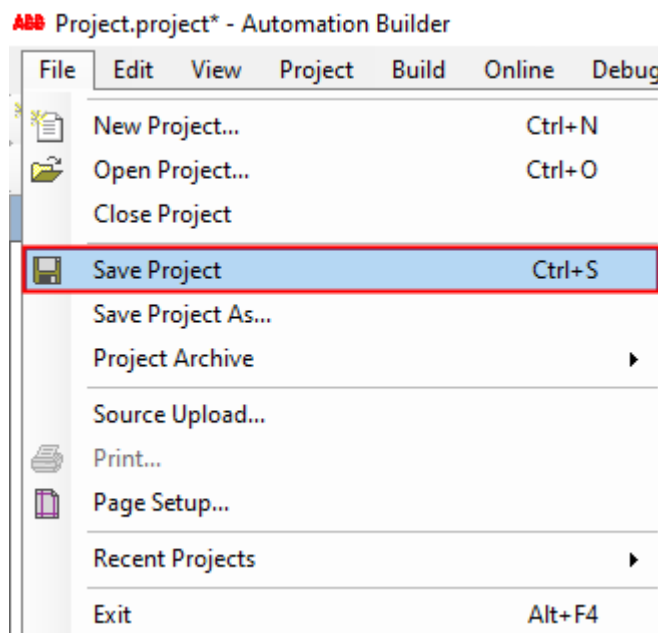 ABB Project.project* - Automation Builder
File Edit View Project Build Online Debug
New Project... Ctrl+N
Open Project... Ctrl+O
Close Project
Save Project Ctrl+S
Save Project As...
Project Archive
Source Upload...
Print...
Page Setup...
Recent Projects
Exit Alt+F4